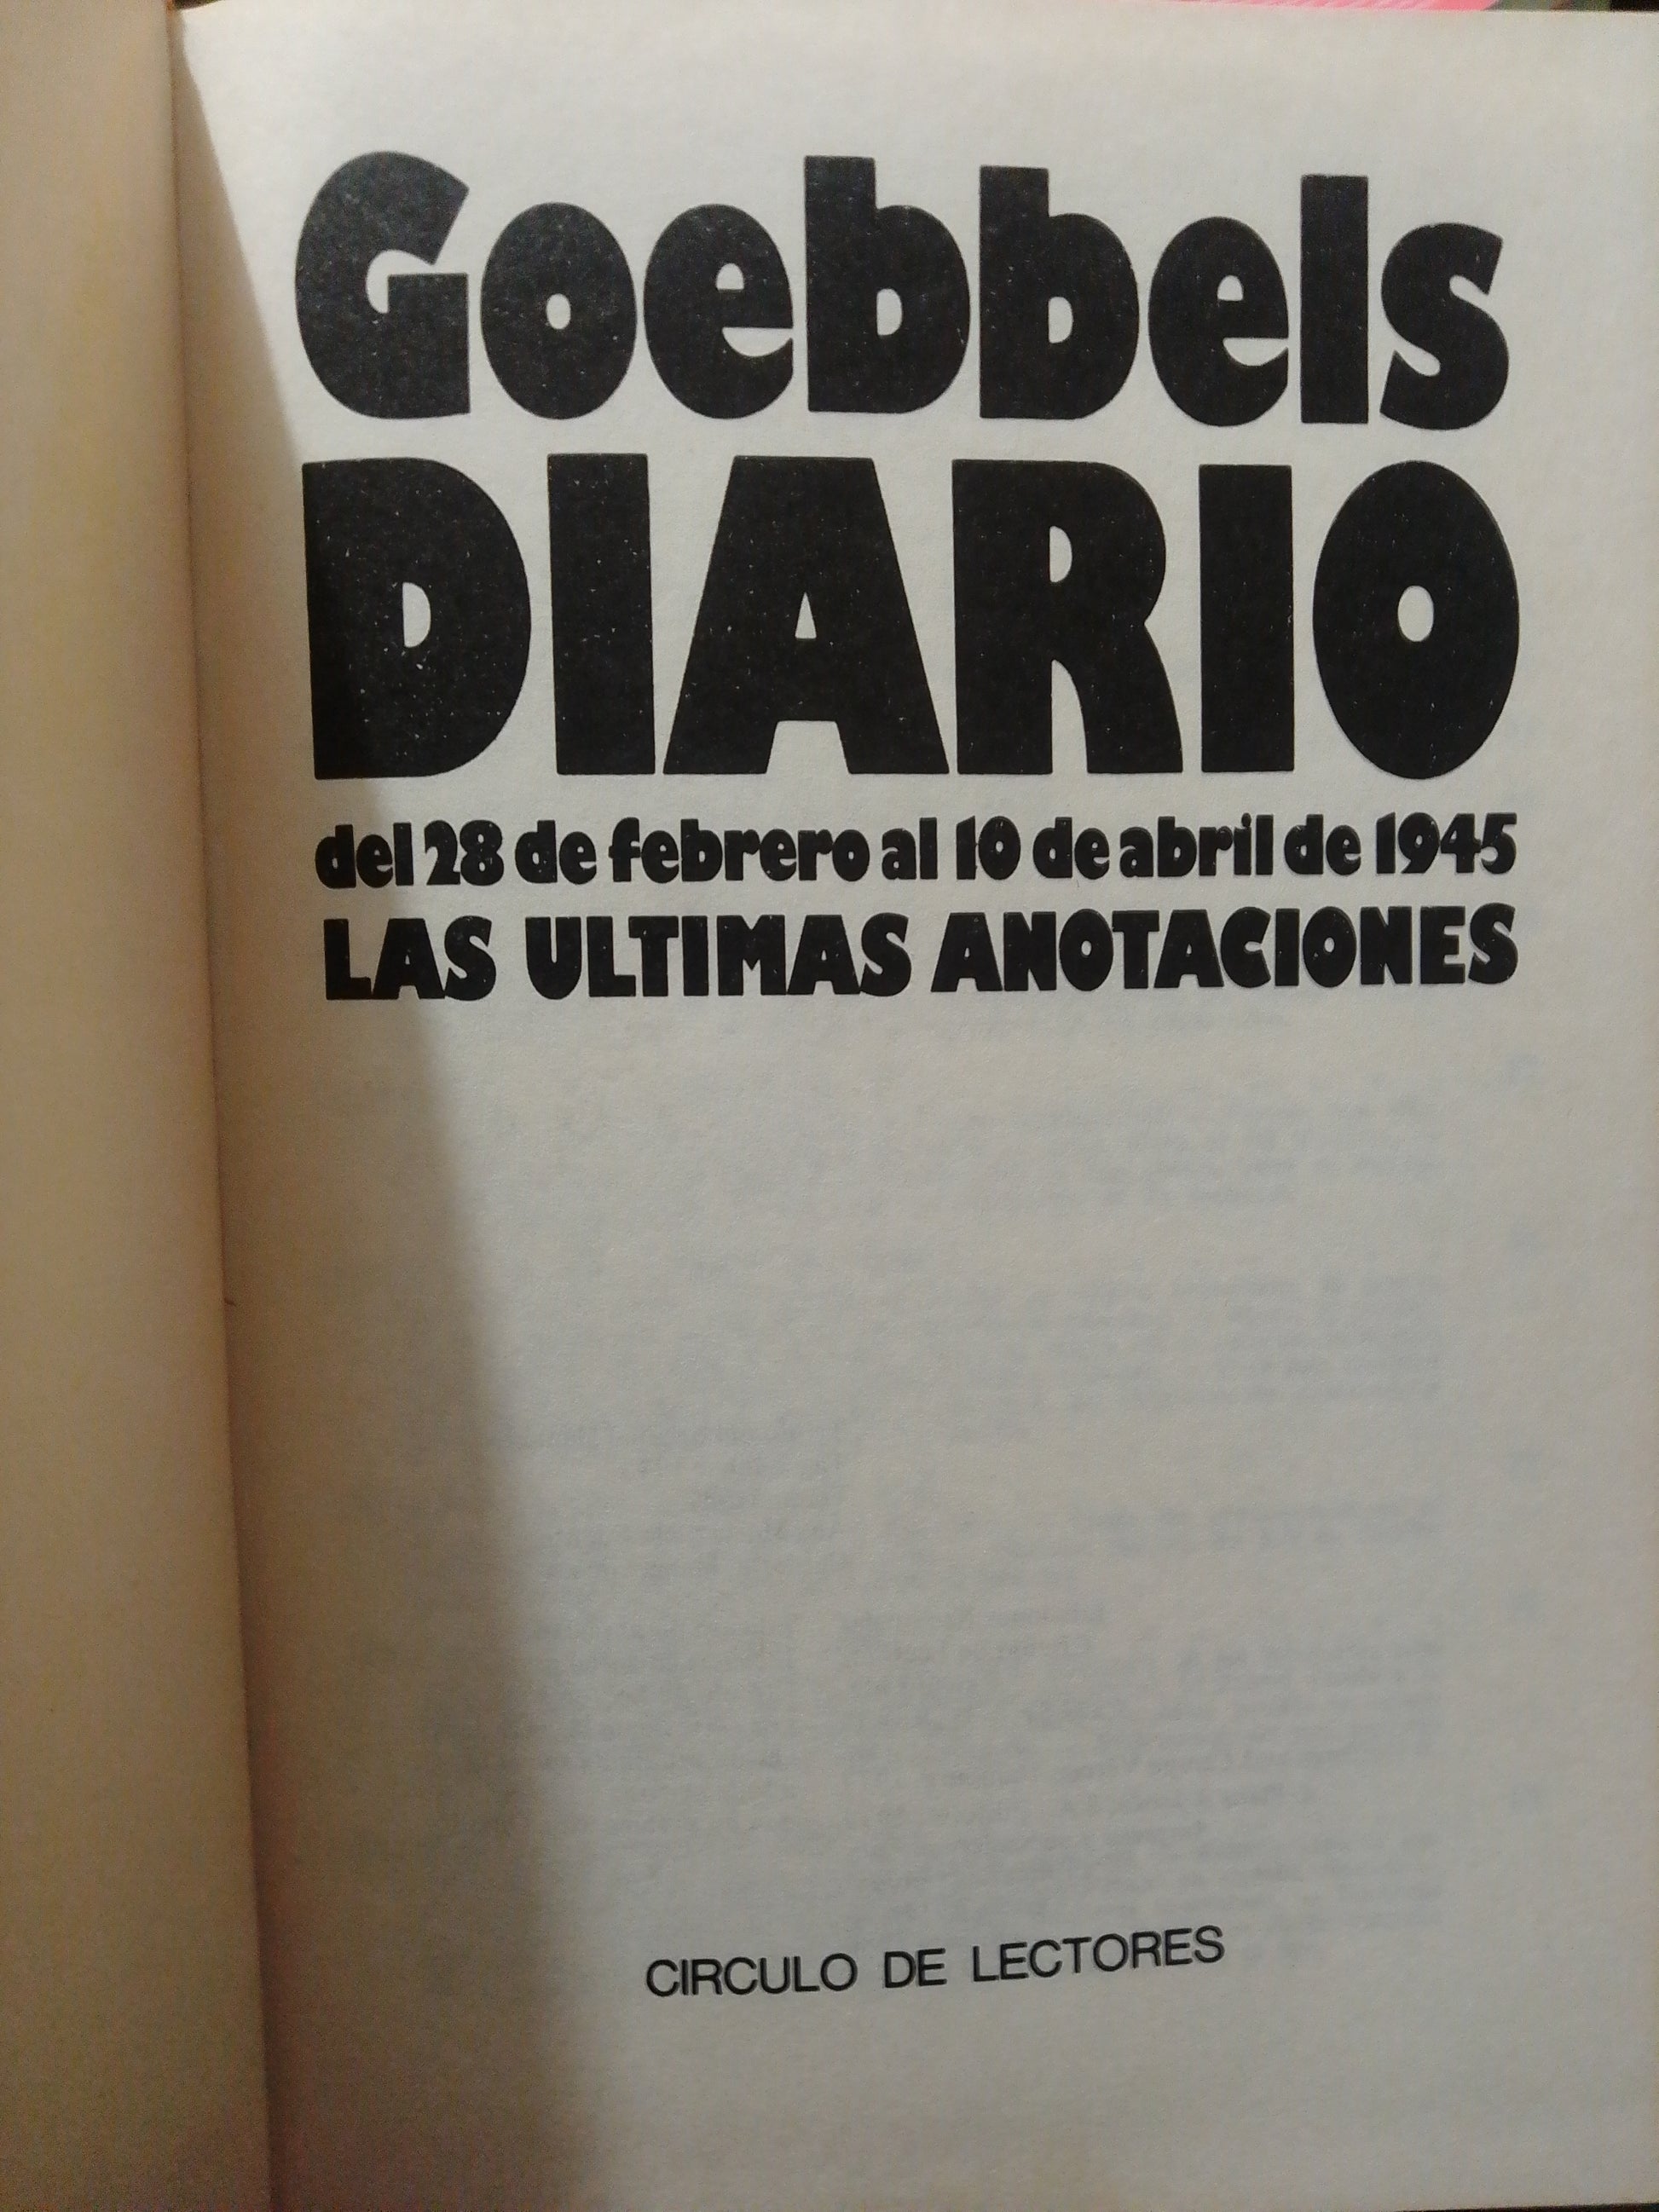 Goebbels
DIARIO
del 28 de febrero al 10 de abril de 1945
LAS ULTIMAS ANOTACIONES
CIRCULO DE LECTORES